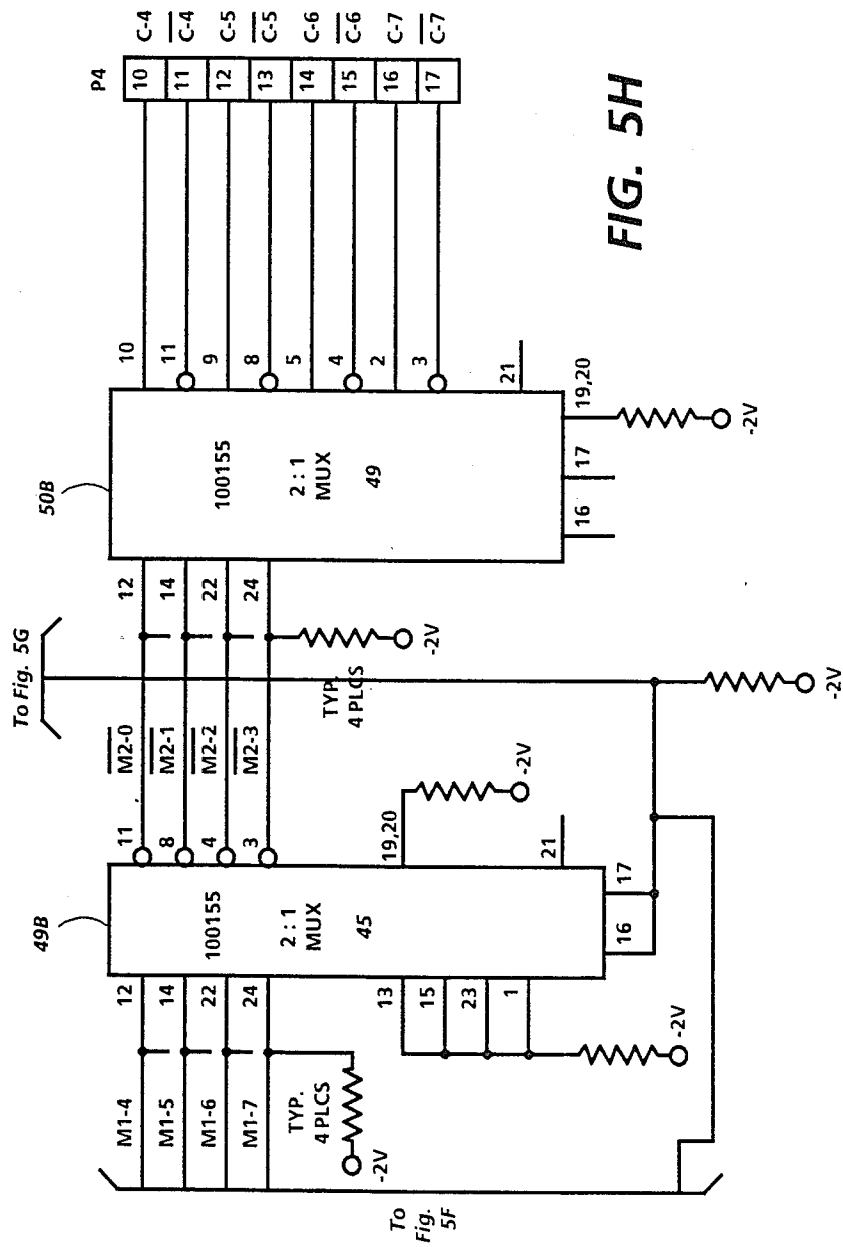 To
Fig.
5F
M1-4
M1-5
M1-6
M1-7
TYP.
4 PLCS
-2V
12
14
22
24
13
15
23
1
-2V
49B
100155
2 : 1
MUX
45
16
17
21
19,20
-2V
11
8
4
3
M2-0
M2-1
M2-2
M2-3
To Fig. 5G
TYP.
4 PLCS
-2V
-2V
12
14
22
24
50B
100155
2 : 1
MUX
49
16
17
19,20
-2V
21
10
11
9
8
5
4
2
3
P4
10 C-4
11 C-4
12 C-5
13 C-5
14 C-6
15 C-6
16 C-7
17 C-7
FIG. 5H